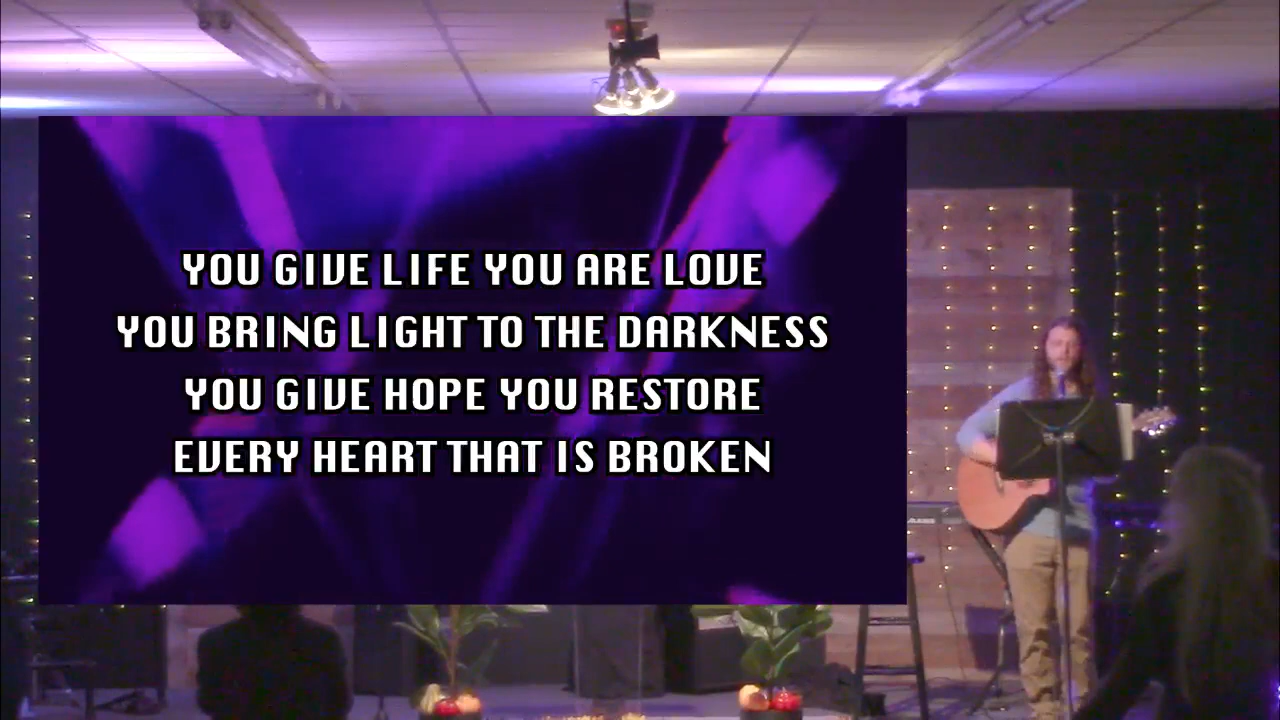 YOU GIVE LIFE YOU ARE LOVE
YOU BRING LIGHT TO THE DARKNESS
YOU GIVE HOPE YOU RESTORE
EVERY HEART THAT IS BROKEN